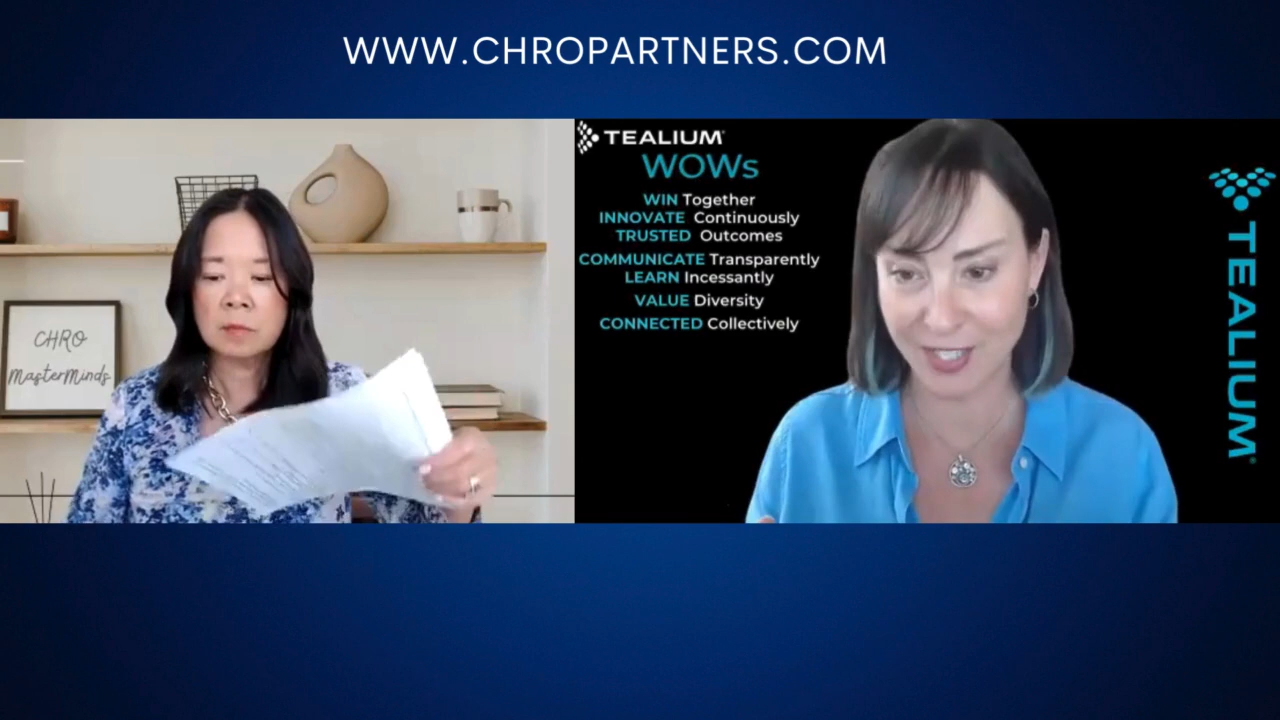 WWW.CHROPARTNERS.COM
CHRO
MasterMinds
TEALIUM
WOWs
WIN Together
INNOVATE Continuously
TRUSTED Outcomes
COMMUNICATE Transparently
LEARN Incessantly
VALUE Diversity
CONNECTED Collectively
TEALIUM